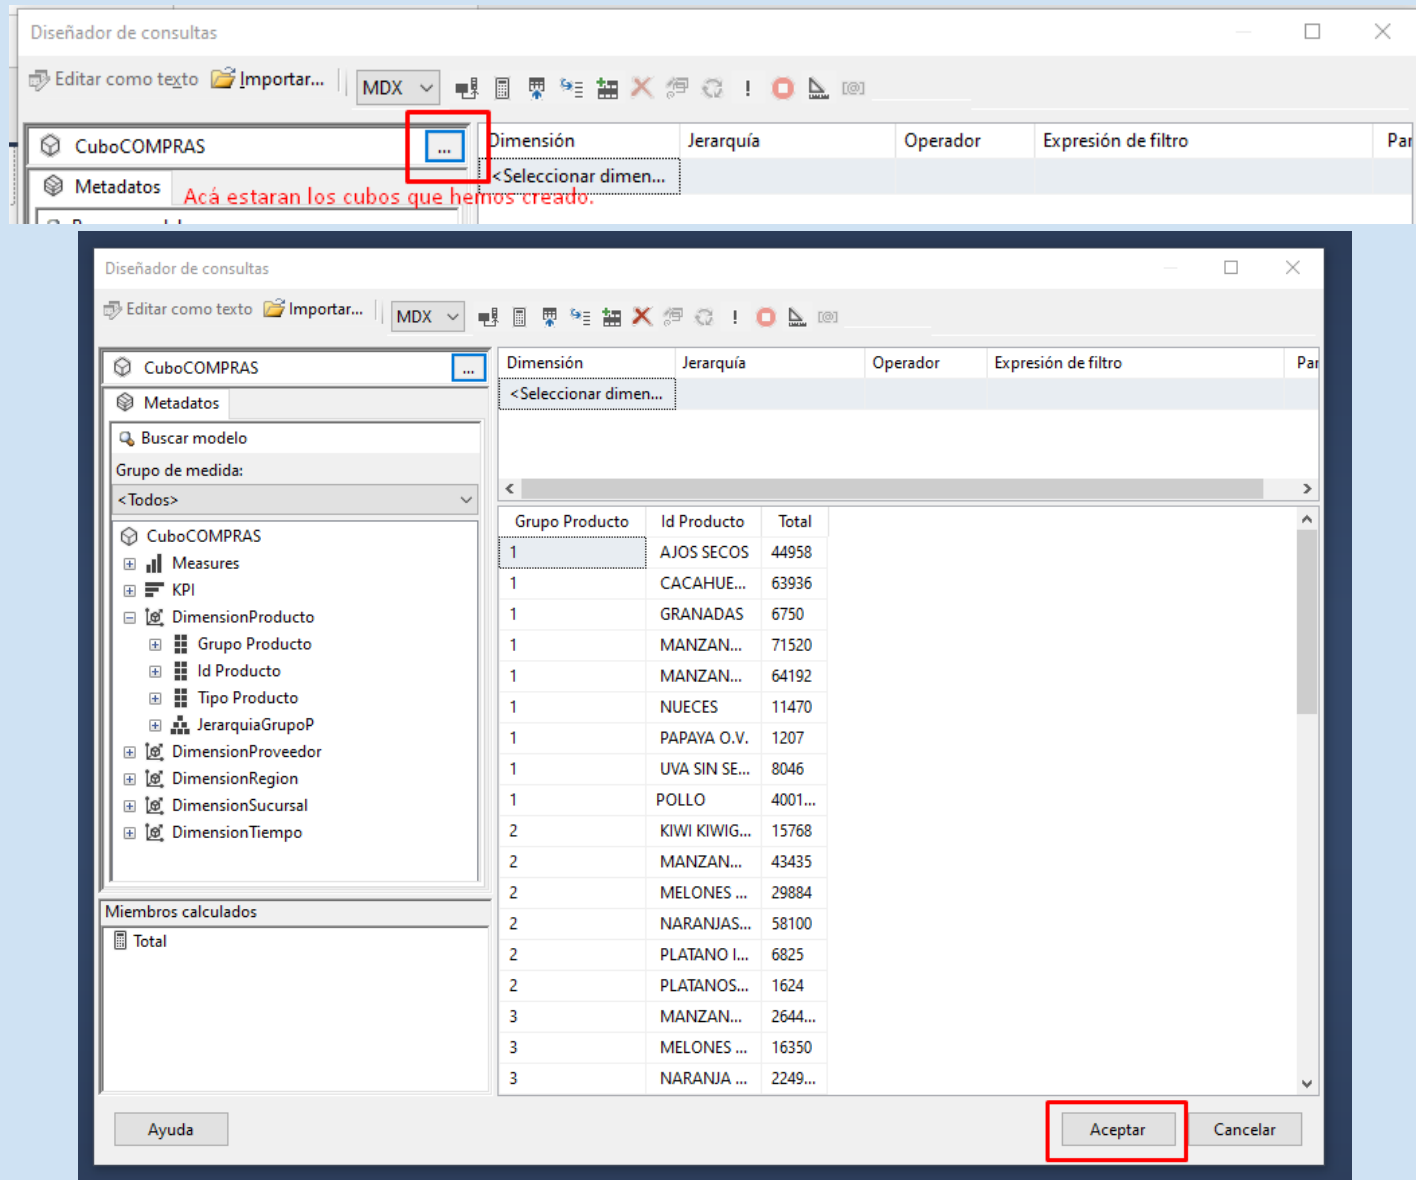 Diseñador de consultas
Editar como texto Importar... MDX
CuboCOMPRAS ... Dimensión Jerarquía Operador Expresión de filtro Par
Metadatos <Seleccionar dimen...
Acá estaran los cubos que hemos creado.
Diseñador de consultas
Editar como texto Importar... MDX
CuboCOMPRAS ... Dimensión Jerarquía Operador Expresión de filtro Par
Metadatos <Seleccionar dimen...
Buscar modelo
Grupo de medida:
<Todos>
CuboCOMPRAS
Measures
KPI
DimensionProducto
Grupo Producto
Id Producto
Tipo Producto
JerarquiaGrupoP
DimensionProveedor
DimensionRegion
DimensionSucursal
DimensionTiempo
Miembros calculados
Total
Grupo Producto Id Producto Total
1 AJOS SECOS 44958
1 CACAHUE... 63936
1 GRANADAS 6750
1 MANZAN... 71520
1 MANZAN... 64192
1 NUECES 11470
1 PAPAYA O.V. 1207
1 UVA SIN SE... 8046
1 POLLO 4001...
2 KIWI KIWIG... 15768
2 MANZAN... 43435
2 MELONES ... 29884
2 NARANJAS... 58100
2 PLATANO I... 6825
2 PLATANOS... 1624
3 MANZAN... 2644...
3 MELONES ... 16350
3 NARANJA ... 2249...
Ayuda Aceptar Cancelar